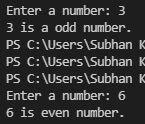 Enter a number: 3
3 is a odd number.
PS C:\Users\Subhan K
PS C:\Users\Subhan K
PS C:\Users\Subhan K
Enter a number: 6
6 is even number.